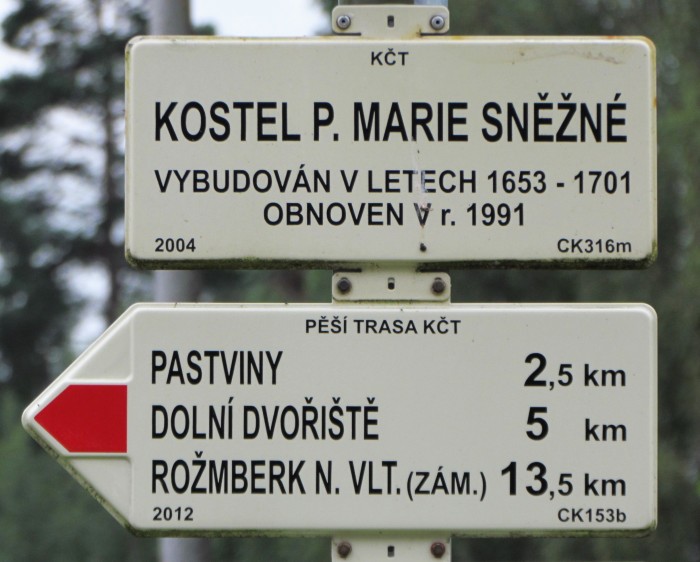 KČT
KOSTEL P. MARIE SNĚŽNÉ
VYBUDOVÁN V LETECH 1653 - 1701
OBNOVEN V r. 1991
2004 CK316m
PĚŠÍ TRASA KČT
PASTVINY 2,5 km
DOLNÍ DVOŘIŠTĚ 5 km
ROŽMBERK N. VLT. (ZÁM.) 13,5 km
2012 CK153b